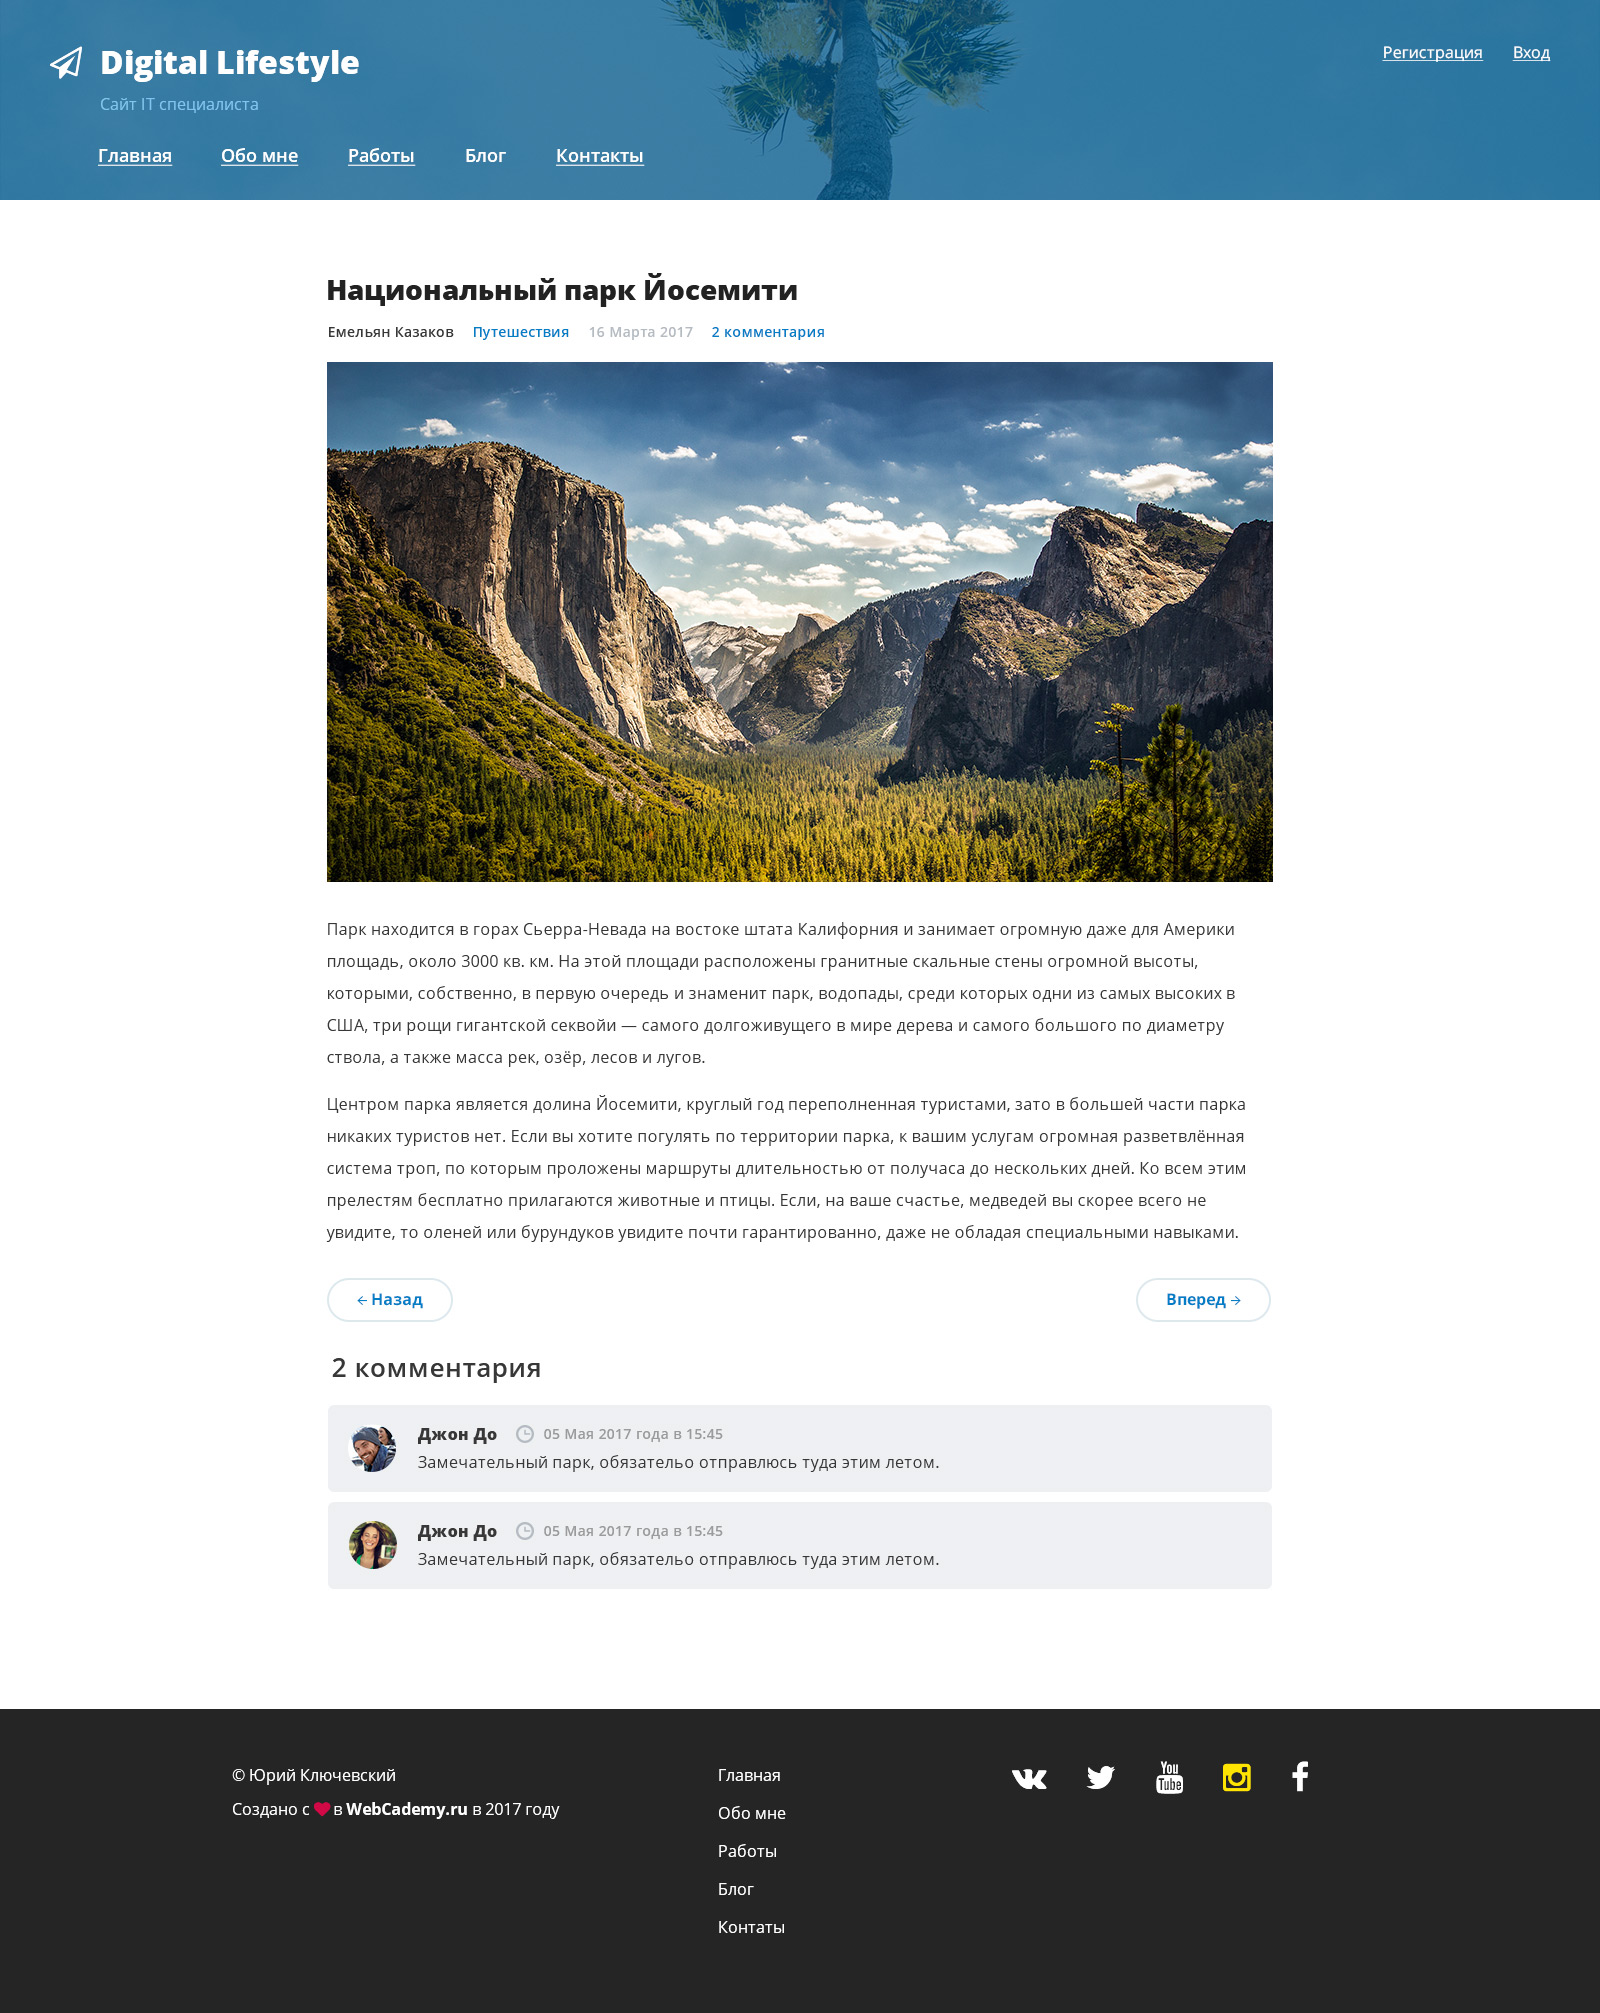 Digital Lifestyle
Регистрация Вход
Сайт IT специалиста
Главная Обо мне Работы Блог Контакты
Национальный парк Йосемити
Емельян Казаков Путешествия 16 Марта 2017 2 комментария
Парк находится в горах Сьерра-Невада на востоке штата Калифорния и занимает огромную даже для Америки
площадь, около 3000 кв. км. На этой площади расположены гранитные скальные стены огромной высоты,
которыми, собственно, в первую очередь и знаменит парк, водопады, среди которых одни из самых высоких в
США, три рощи гигантской секвойи — самого долгоживущего в мире дерева и самого большого по диаметру
ствола, а также масса рек, озёр, лесов и лугов.
Центром парка является долина Йосемити, круглый год переполненная туристами, зато в большей части парка
никаких туристов нет. Если вы хотите погулять по территории парка, к вашим услугам огромная разветвлённая
система троп, по которым проложены маршруты длительностью от получаса до нескольких дней. Ко всем этим
прелестям бесплатно прилагаются животные и птицы. Если, на ваше счастье, медведей вы скорее всего не
увидите, то оленей или бурундуков увидите почти гарантированно, даже не обладая специальными навыками.
← Назад Вперед →
2 комментария
Джон До 05 Мая 2017 года в 15:45
Замечательный парк, обязательо отправлюсь туда этим летом.
Джон До 05 Мая 2017 года в 15:45
Замечательный парк, обязательо отправлюсь туда этим летом.
© Юрий Ключевский
Создано с ❤ в WebCademy.ru в 2017 году
Главная
Обо мне
Работы
Блог
Контаты
You
Tube